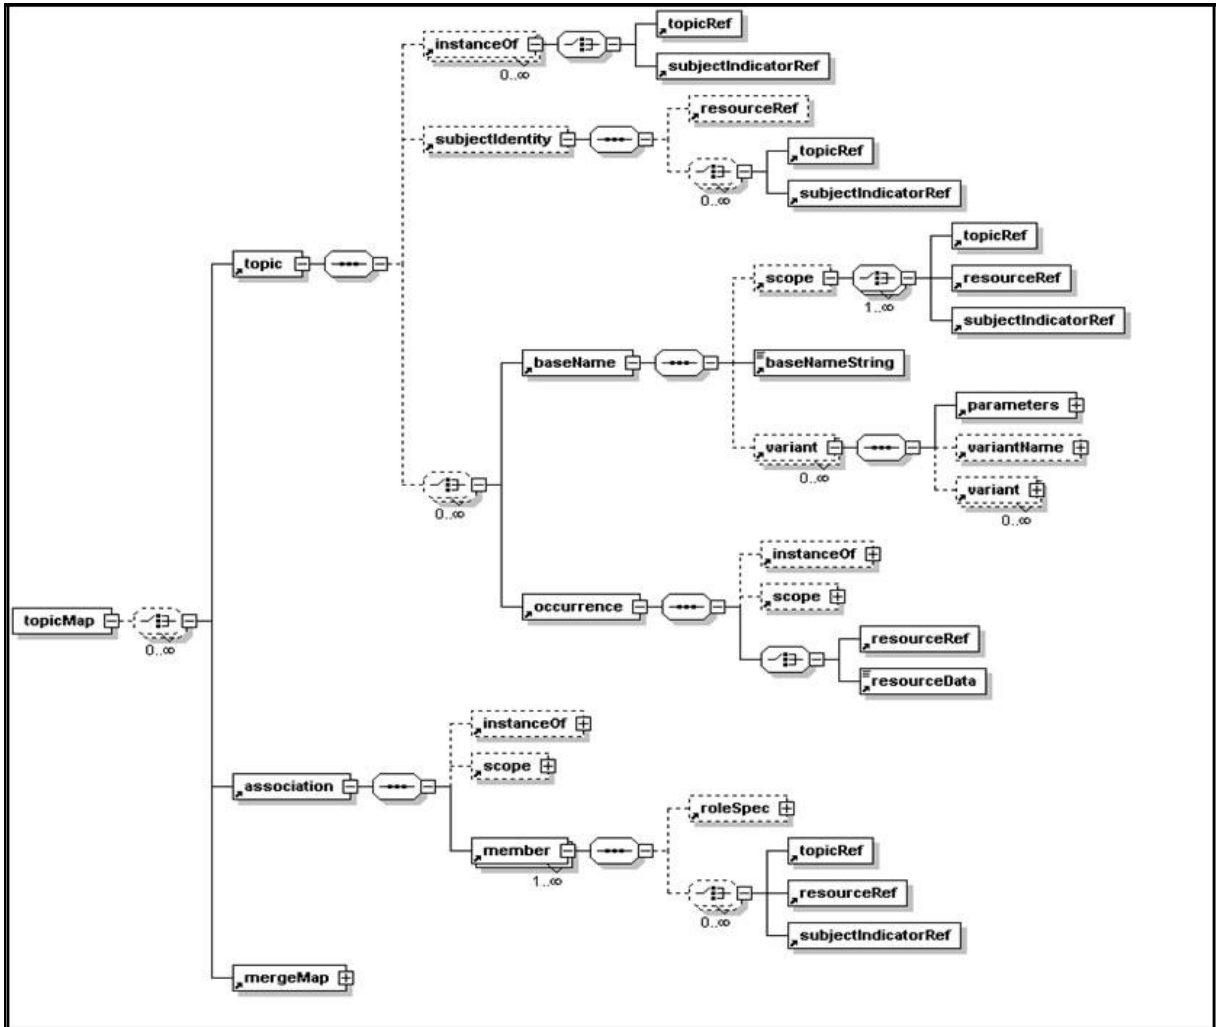 topicRef
instanceOf
0..∞
subjectIndicatorRef
resourceRef
subjectIdentity
topicRef
0..∞
subjectIndicatorRef
topicRef
topic
scope
resourceRef
1..∞
subjectIndicatorRef
baseName
baseNameString
parameters
variant
variantName
0..∞
variant
0..∞
0..∞
instanceOf
scope
occurrence
topicMap
0..∞
resourceRef
resourceData
instanceOf
scope
association
roleSpec
member
1..∞
topicRef
resourceRef
0..∞
subjectIndicatorRef
mergeMap